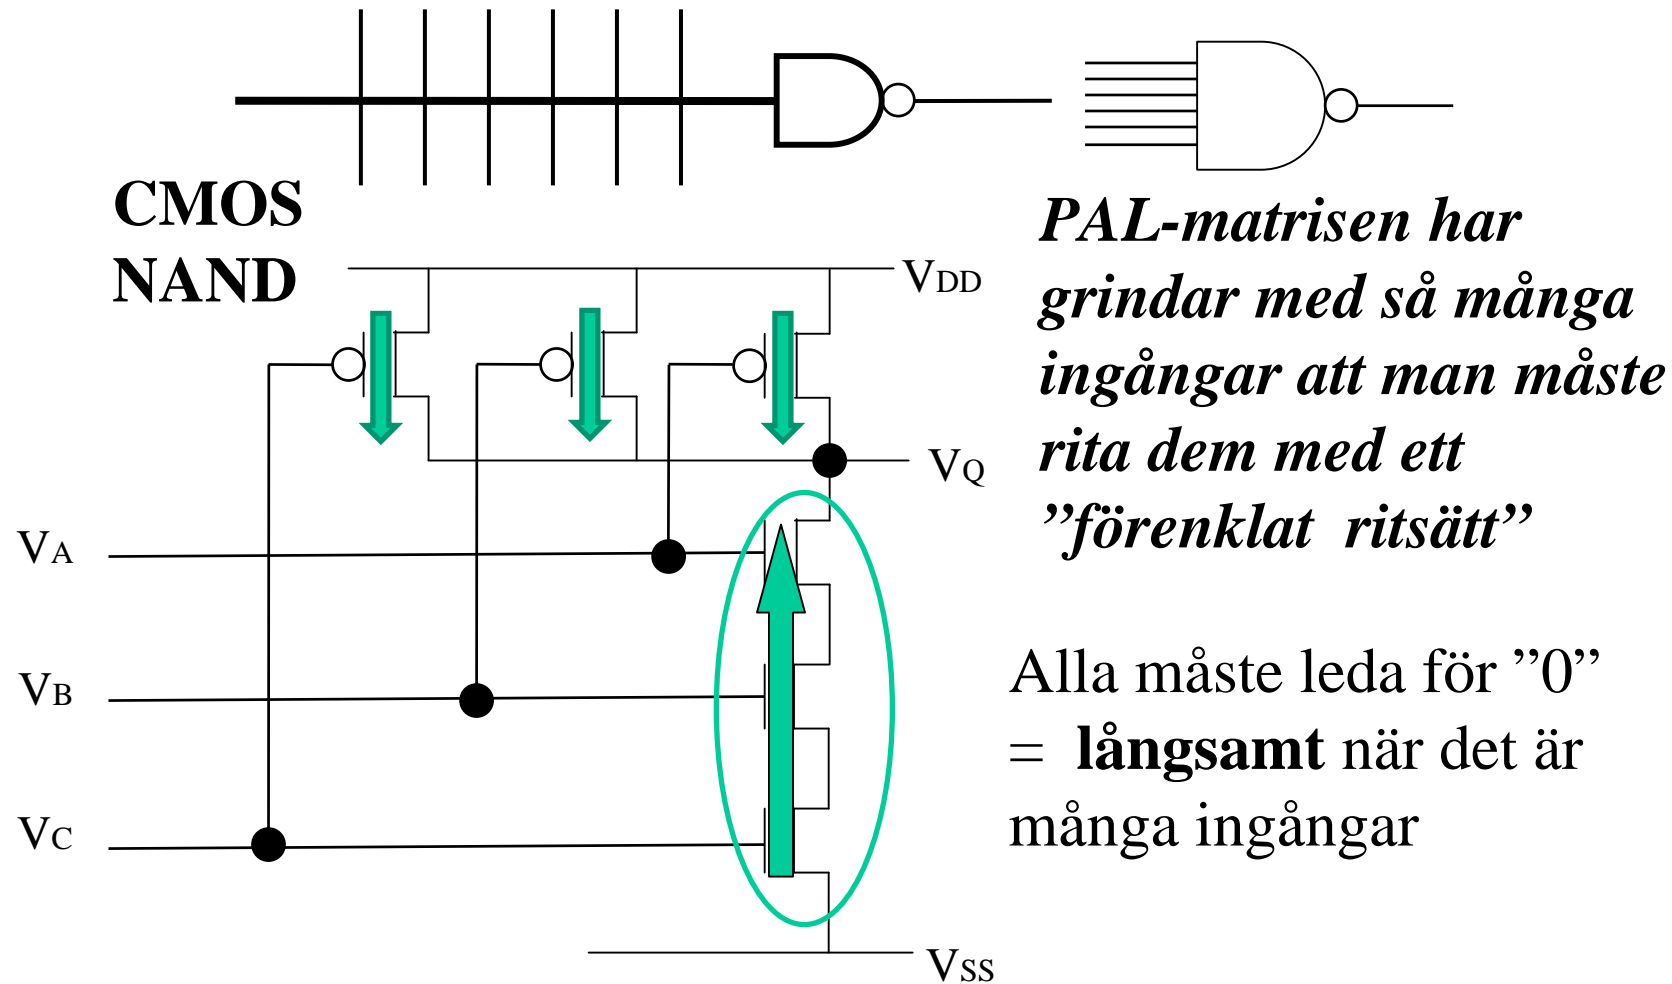 CMOS
NAND
PAL-matrisen har
grindar med så många
ingångar att man måste
rita dem med ett
”förenklat ritsätt”
VDD
VQ
VA
VB
VC
VSS
Alla måste leda för ”0”
= långsamt när det är
många ingångar